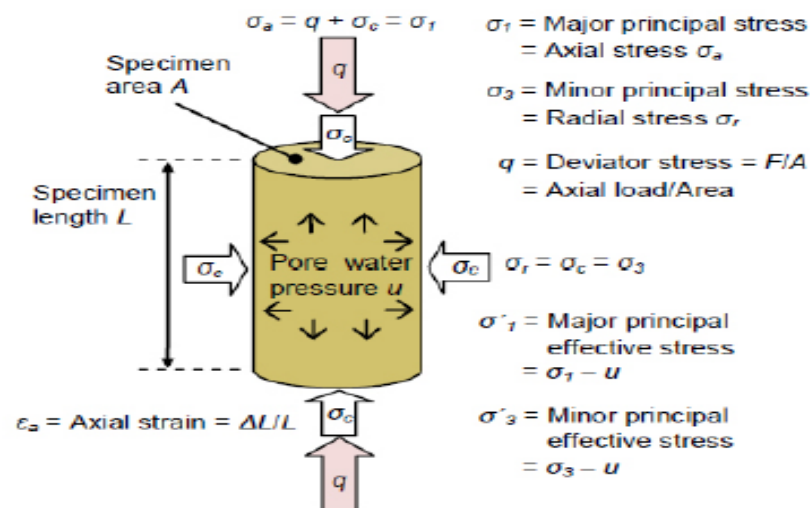 σa = q + σc = σ1
q
σ1 = Major principal stress
= Axial stress σa
Specimen
area A
σc
σ3 = Minor principal stress
= Radial stress σr
q = Deviator stress = F/A
= Axial load/Area
Specimen
length L
σc
Pore water
pressure u
σc
σr = σc = σ3
σ´1 = Major principal
effective stress
= σ1 – u
εa = Axial strain = ΔL/L
σc
σ´3 = Minor principal
effective stress
= σ3 – u
q